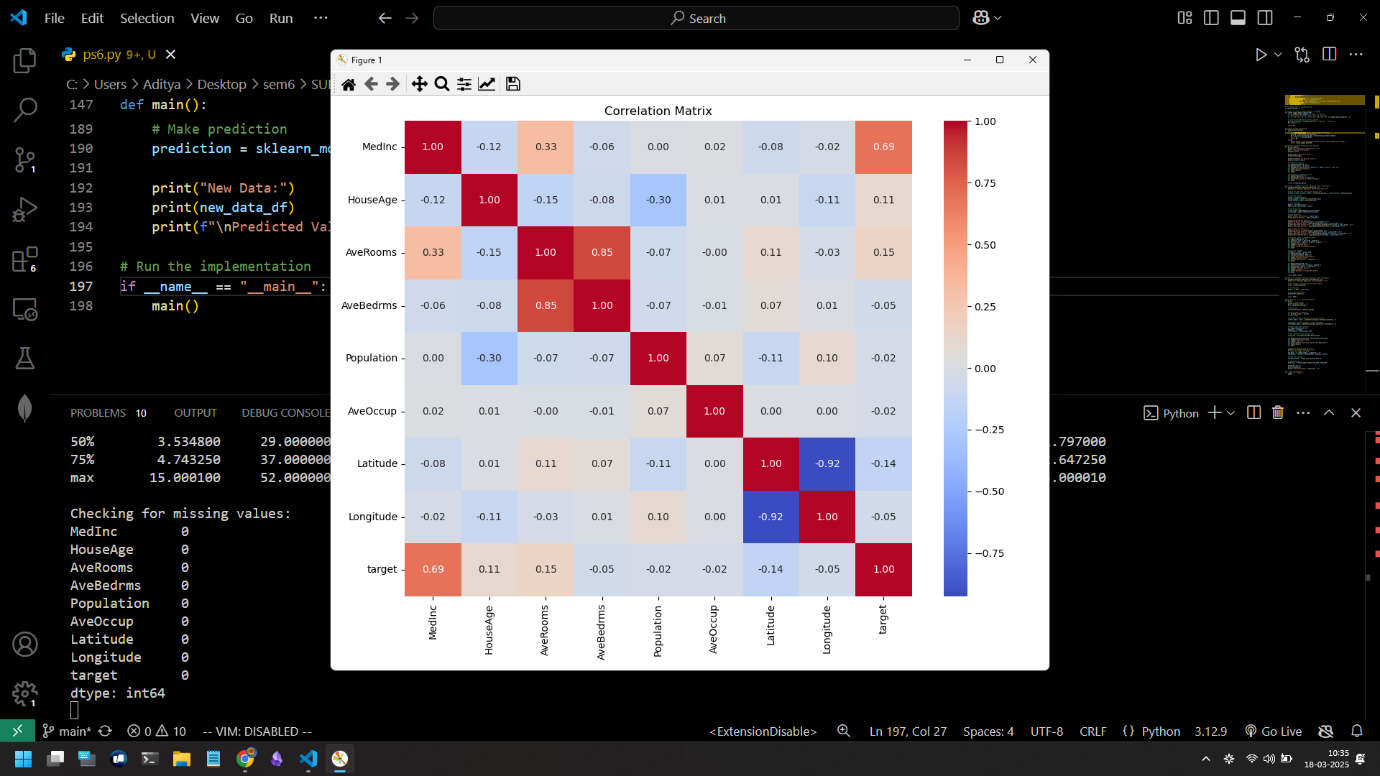 File Edit Selection View Go Run ···
Search
ps6.py 9+, U
C: > Users > Aditya > Desktop > sem6 >
147 def main():
189 # Make prediction
190 prediction =
191
192 print("New Data:")
193 print(new_data_df)
194 print(f"\nPredicted
195
196 # Run the implementation
197 if __name__ == "__main__":
198 main()
Figure 1
Correlation Matrix
MedInc 1.00 -0.12 0.33 -0.06 0.00 0.02 -0.08 -0.02 0.69
HouseAge -0.12 1.00 -0.15 -0.08 -0.30 0.01 0.01 -0.11 0.11
AveRooms 0.33 -0.15 1.00 0.85 -0.07 -0.00 0.11 -0.03 0.15
AveBedrms -0.06 -0.08 0.85 1.00 -0.07 -0.01 0.07 0.01 -0.05
Population 0.00 -0.30 -0.07 -0.07 1.00 0.07 -0.11 0.10 -0.02
AveOccup 0.02 0.01 -0.00 -0.01 0.07 1.00 0.00 0.00 -0.02
Latitude -0.08 0.01 0.11 0.07 -0.11 0.00 1.00 -0.92 -0.14
Longitude -0.02 -0.11 -0.03 0.01 0.10 0.00 -0.92 1.00 -0.05
target 0.69 0.11 0.15 -0.05 -0.02 -0.02 -0.14 -0.05 1.00
MedInc HouseAge AveRooms AveBedrms Population AveOccup Latitude Longitude target
1.00
0.75
0.50
0.25
0.00
−0.25
−0.50
−0.75
PROBLEMS 10 OUTPUT DEBUG CONSOLE
Python
50% 3.534800 29.000000 .797000
75% 4.743250 37.000000 .647250
max 15.000100 52.000000 .000010
Checking for missing values:
MedInc 0
HouseAge 0
AveRooms 0
AveBedrms 0
Population 0
AveOccup 0
Latitude 0
Longitude 0
target 0
dtype: int64
1
6
1
main* 0 10 -- VIM: DISABLED -- <ExtensionDisable> Ln 197, Col 27 Spaces: 4 UTF-8 CRLF {} Python 3.12.9 Go Live
10:35
18-03-2025